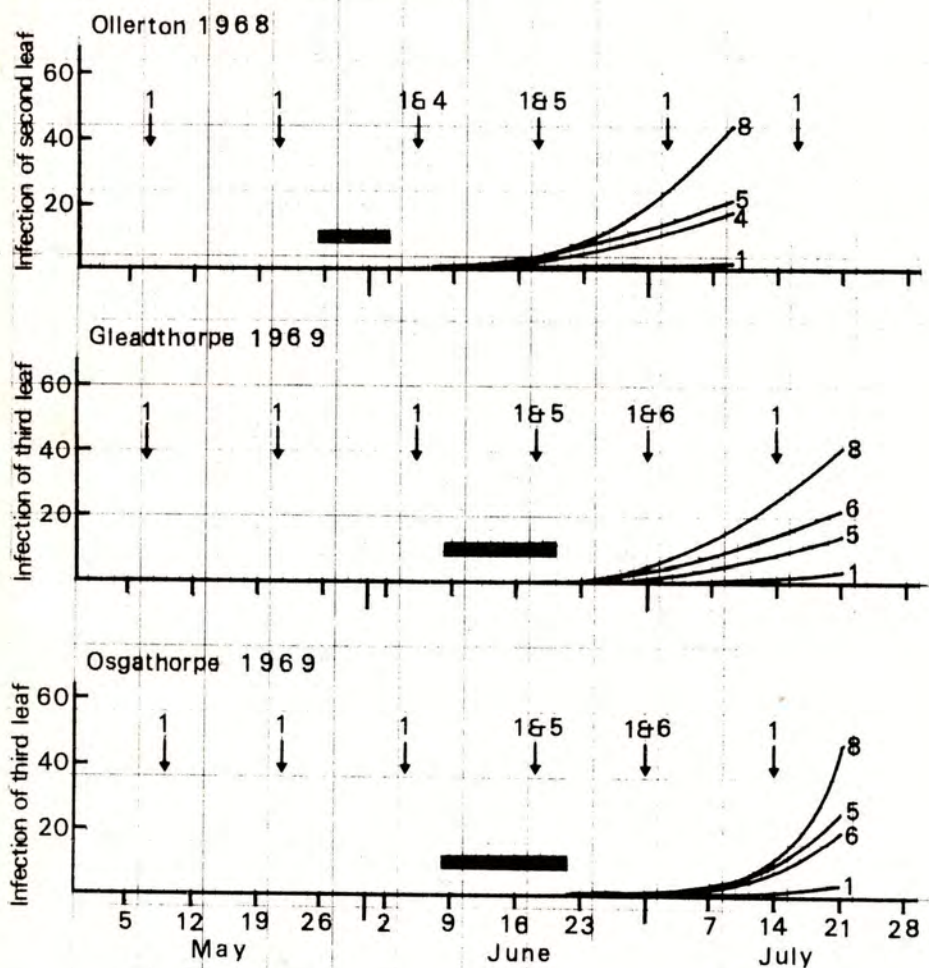 Ollerton 1968
Infection of second leaf
60
40
20
1 1 1&4 1&5 1 1
8
5
4
1
Gleadthorpe 1969
Infection of third leaf
60
40
20
1 1 1 1&5 1&6 1
8
6
5
1
Osgathorpe 1969
Infection of third leaf
60
40
20
1 1 1 1&5 1&6 1
8
5
6
1
5 12 19 26 2 9 16 23 7 14 21 28
May June July